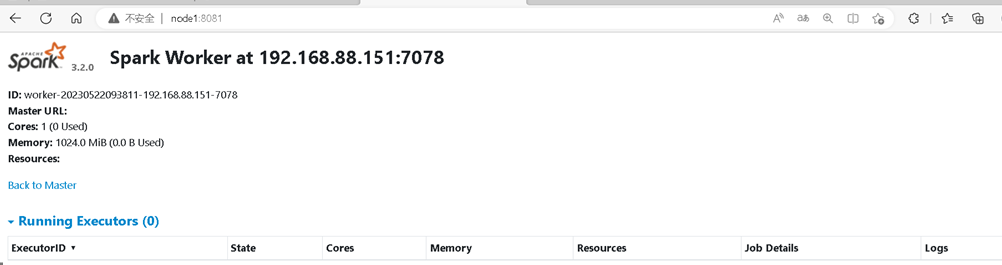 不安全 node1:8081
APACHE Spark 3.2.0 Spark Worker at 192.168.88.151:7078
ID: worker-20230522093811-192.168.88.151-7078
Master URL:
Cores: 1 (0 Used)
Memory: 1024.0 MiB (0.0 B Used)
Resources:
Back to Master
Running Executors (0)
ExecutorID State Cores Memory Resources Job Details Logs